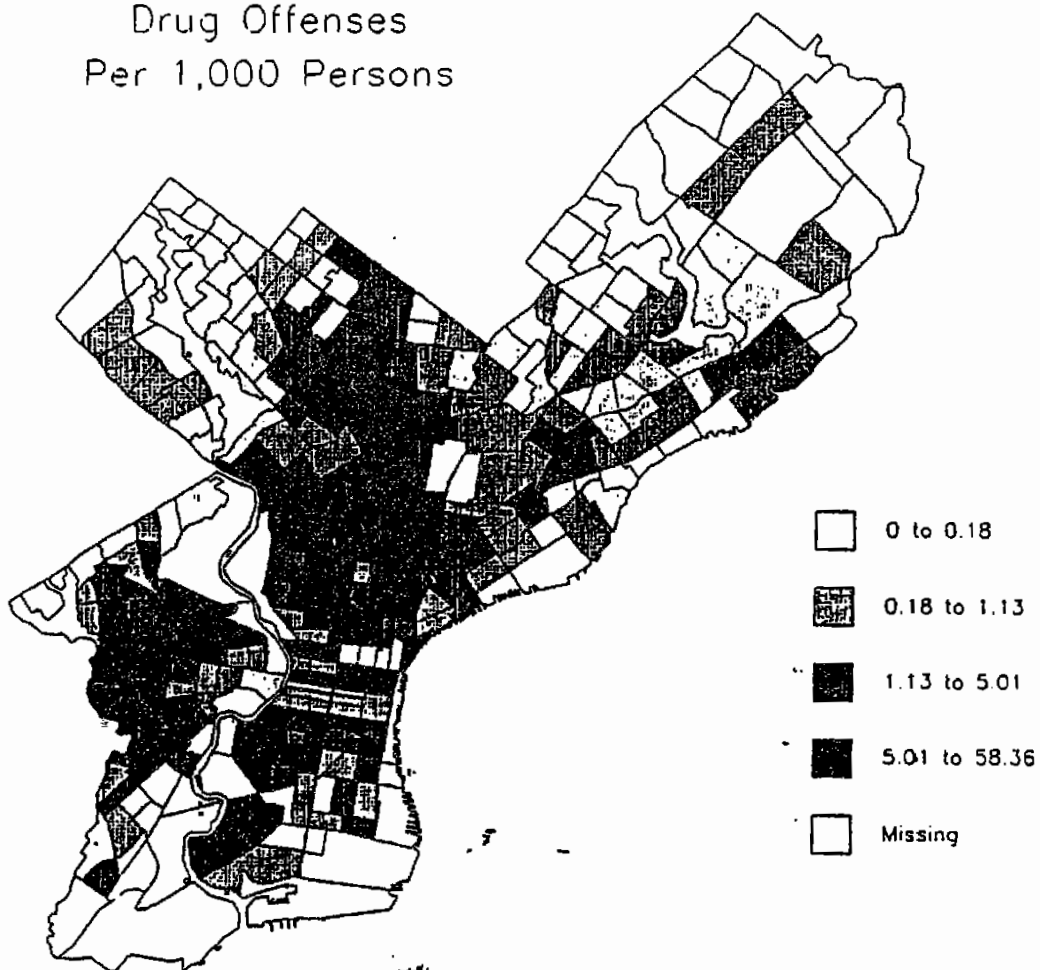 Drug Offenses
Per 1,000 Persons
0 to 0.18
0.18 to 1.13
1.13 to 5.01
5.01 to 58.36
Missing